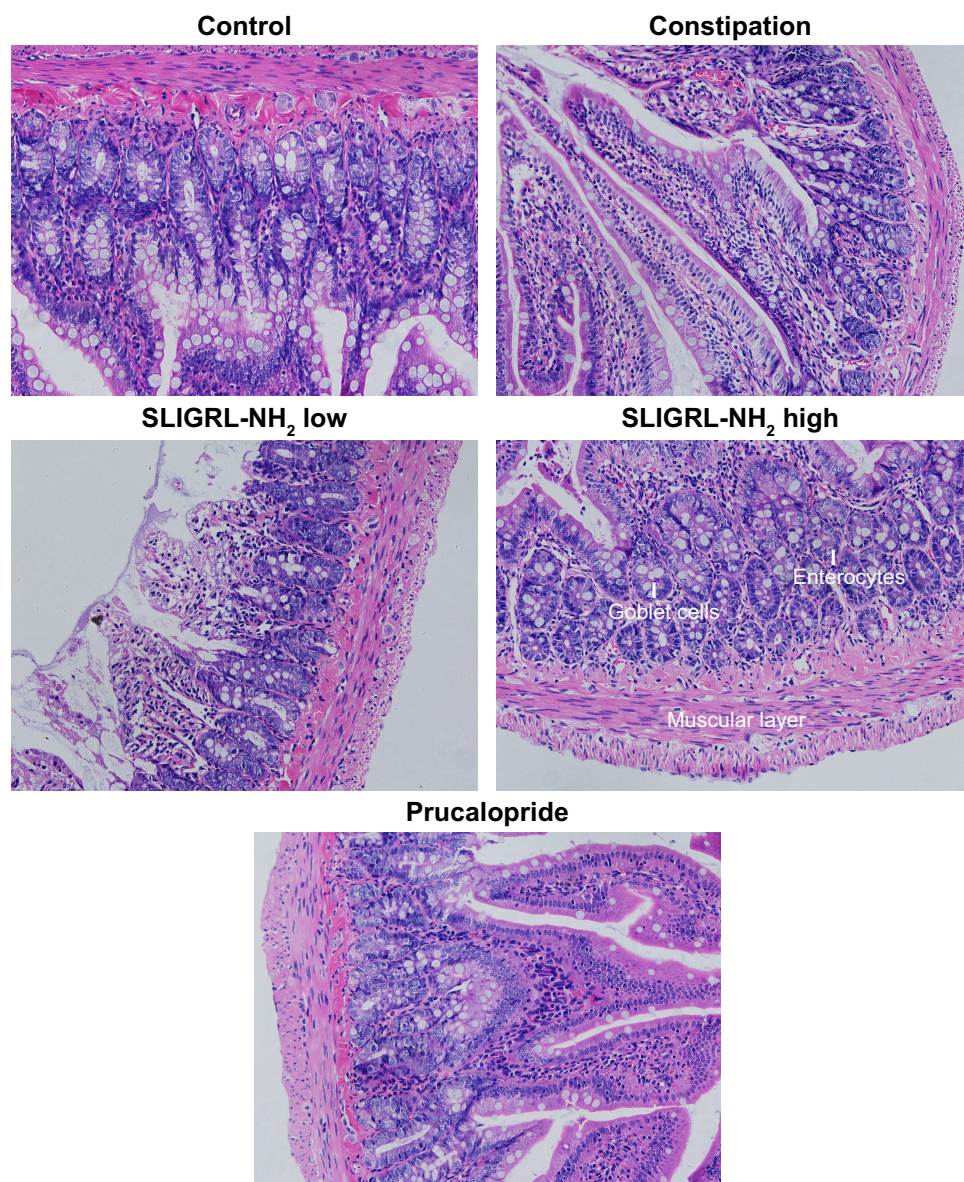 Control
Constipation
SLIGRL-NH₂ low
SLIGRL-NH₂ high
Enterocytes
Goblet cells
Muscular layer
Prucalopride